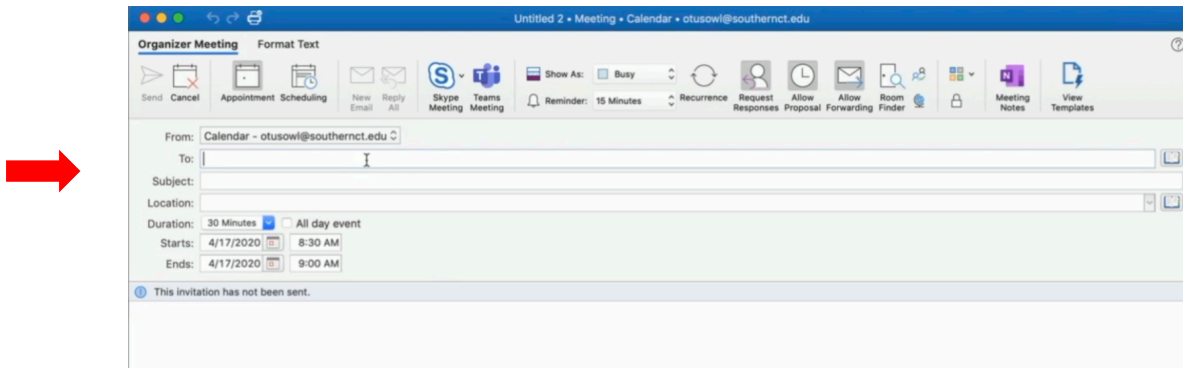 Untitled 2 • Meeting • Calendar • otusowl@southernct.edu
Organizer Meeting Format Text
Send Cancel Appointment Scheduling New Email Reply All Skype Meeting Teams Meeting Show As: Busy Reminder: 15 Minutes Recurrence Request Responses Allow Proposal Allow Forwarding Room Finder Meeting Notes View Templates
From: Calendar - otusowl@southernct.edu
To:
Subject:
Location:
Duration: 30 Minutes All day event
Starts: 4/17/2020 8:30 AM
Ends: 4/17/2020 9:00 AM
This invitation has not been sent.